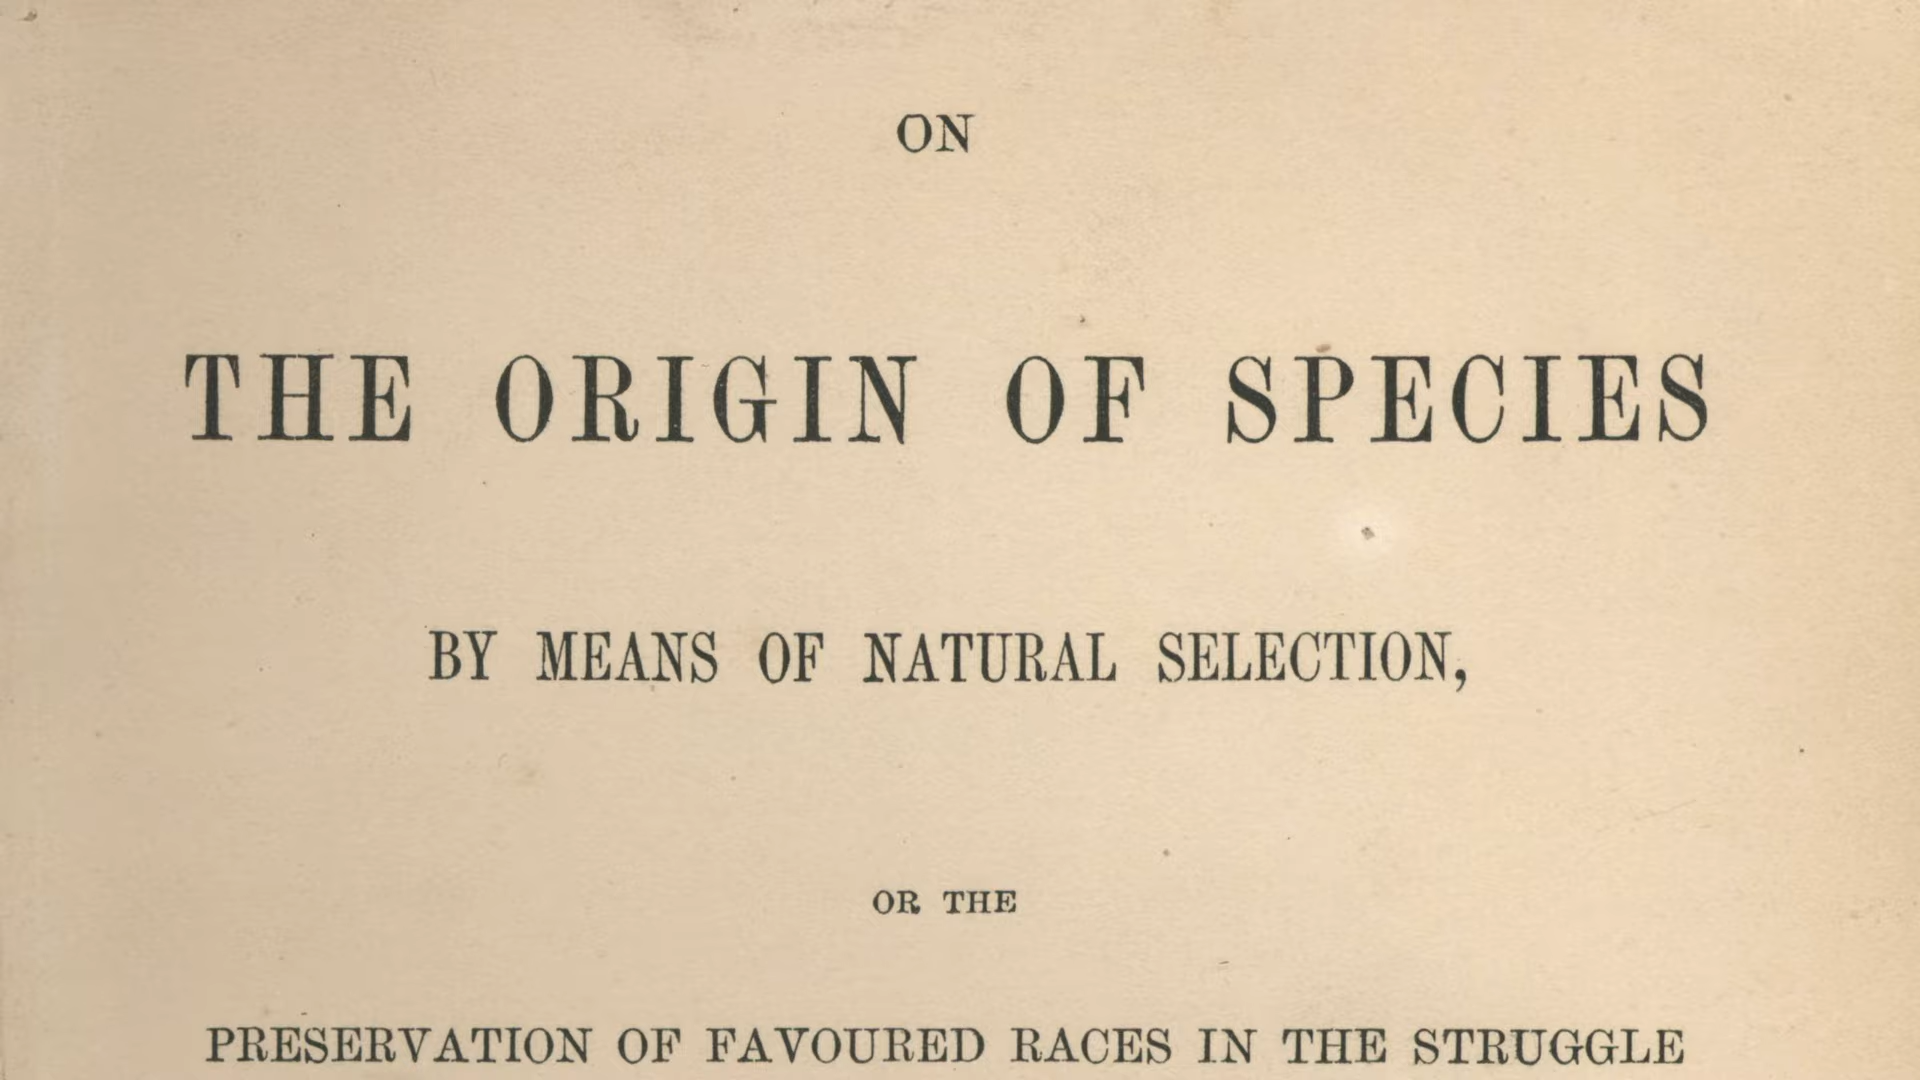 ON
THE ORIGIN OF SPECIES
BY MEANS OF NATURAL SELECTION,
OR THE
PRESERVATION OF FAVOURED RACES IN THE STRUGGLE